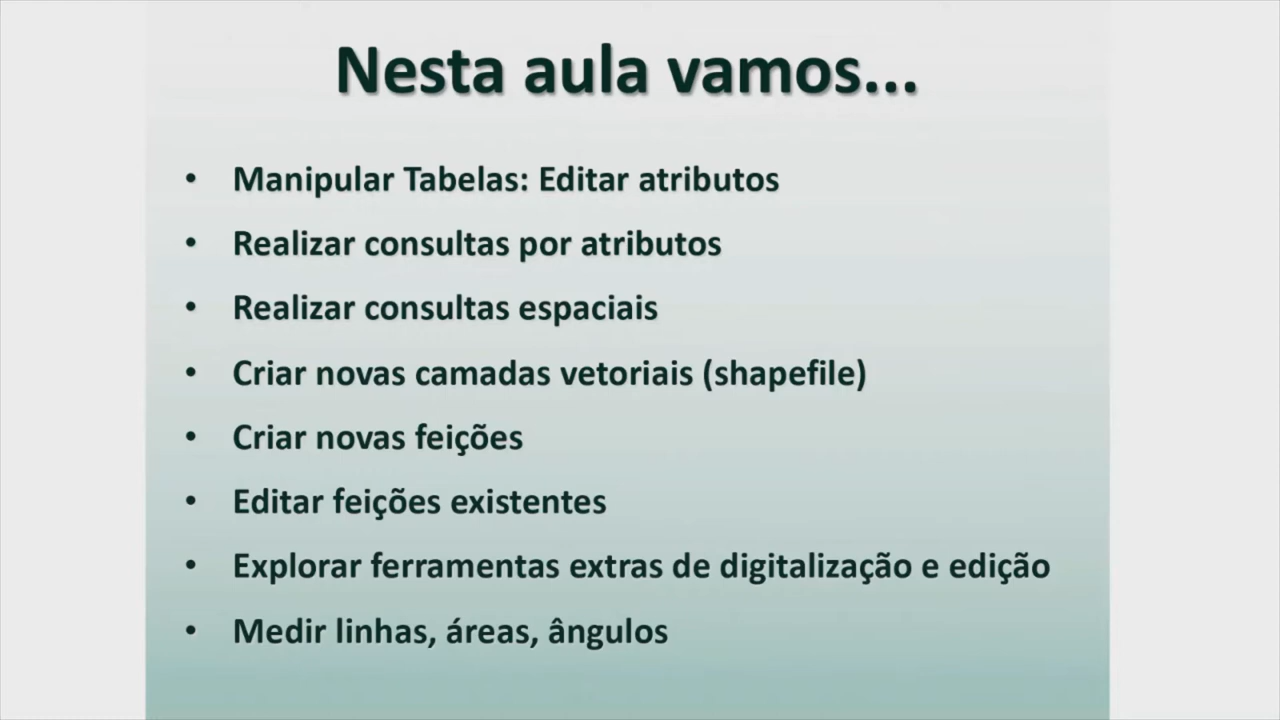 Nesta aula vamos...
• Manipular Tabelas: Editar atributos
• Realizar consultas por atributos
• Realizar consultas espaciais
• Criar novas camadas vetoriais (shapefile)
• Criar novas feições
• Editar feições existentes
• Explorar ferramentas extras de digitalização e edição
• Medir linhas, áreas, ângulos